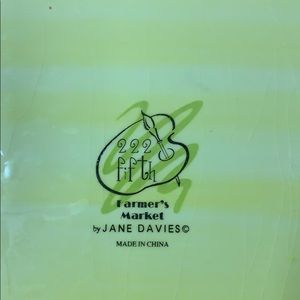 222
fifth
Farmer's
Market
by JANE DAVIES©
MADE IN CHINA